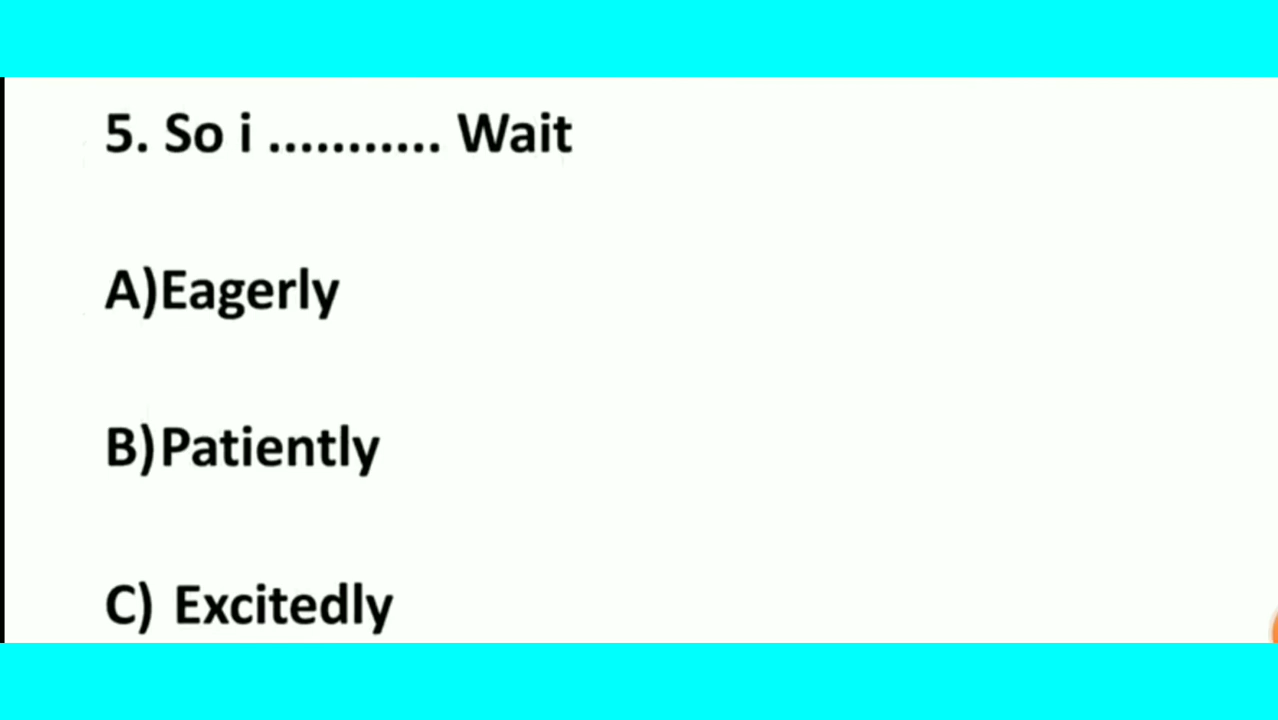 5. So i ........... Wait
A)Eagerly
B)Patiently
C) Excitedly